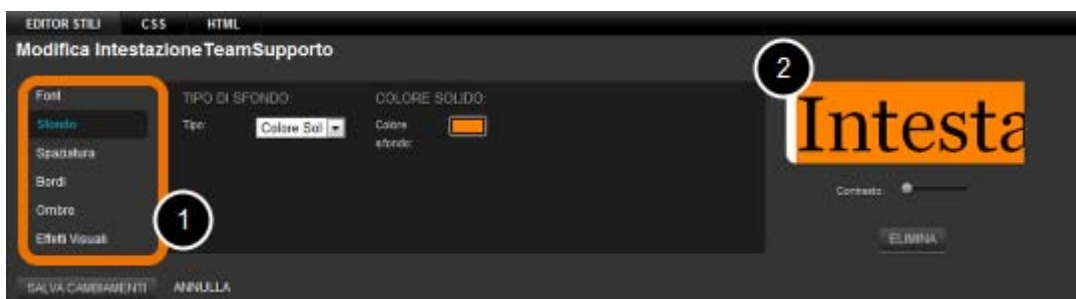 EDITOR STILI CSS HTML
Modifica IntestazioneTeamSupporto
Font
Sfondo
Spaziatura
Bordi
Ombre
Effetti Visuali
TIPO DI SFONDO:
Tipo: Colore Sol
COLORE SOLIDO:
Colore
sfondo:
1
2
Intesta
Contrasto:
ELIMINA
SALVA CAMBIAMENTI ANNULLA